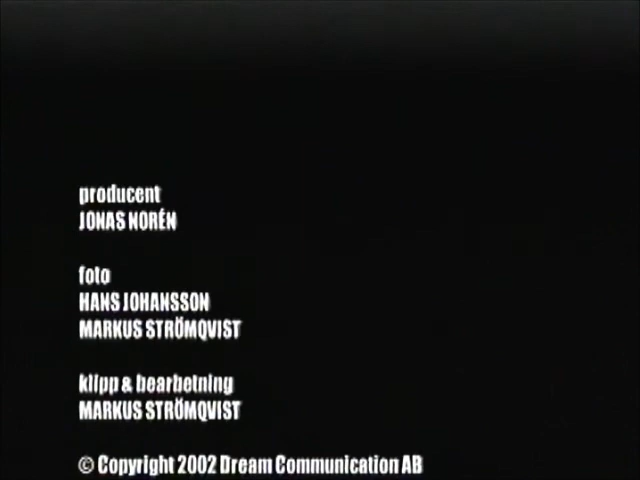 producent
JONAS NORÉN
foto
HANS JOHANSSON
MARKUS STRÖMQVIST
klipp & bearbetning
MARKUS STRÖMQVIST
© Copyright 2002 Dream Communication AB